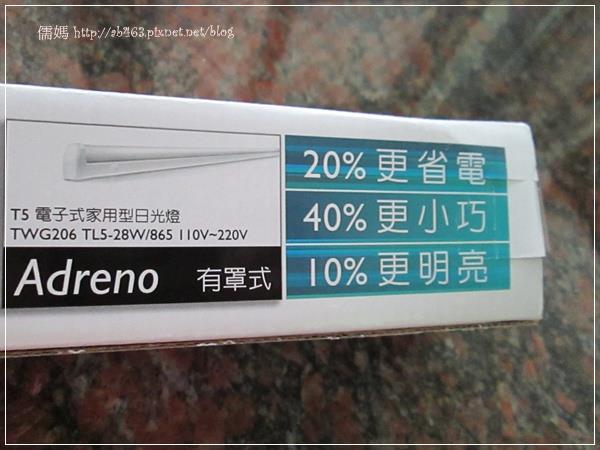 儒媽 http://ab463.pixnet.net/blog
T5 電子式家用型日光燈
TWG206 TL5-28W/865 110V~220V
Adreno 有罩式
20% 更省電
40% 更小巧
10% 更明亮